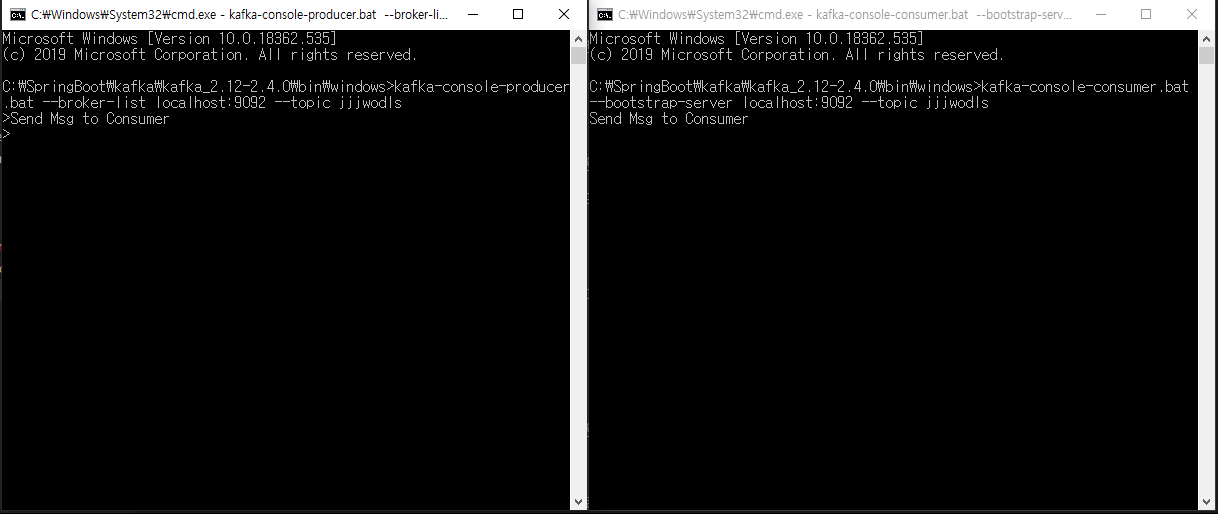 C:₩Windows₩System32₩cmd.exe - kafka-console-producer.bat --broker-li...
Microsoft Windows [Version 10.0.18362.535]
(c) 2019 Microsoft Corporation. All rights reserved.
C:₩SpringBoot₩kafka₩kafka_2.12-2.4.0₩bin₩windows>kafka-console-producer
.bat --broker-list localhost:9092 --topic jjjwodls
>Send Msg to Consumer
>
C:₩Windows₩System32₩cmd.exe - kafka-console-consumer.bat --bootstrap-serv...
Microsoft Windows [Version 10.0.18362.535]
(c) 2019 Microsoft Corporation. All rights reserved.
C:₩SpringBoot₩kafka₩kafka_2.12-2.4.0₩bin₩windows>kafka-console-consumer.bat
--bootstrap-server localhost:9092 --topic jjjwodls
Send Msg to Consumer